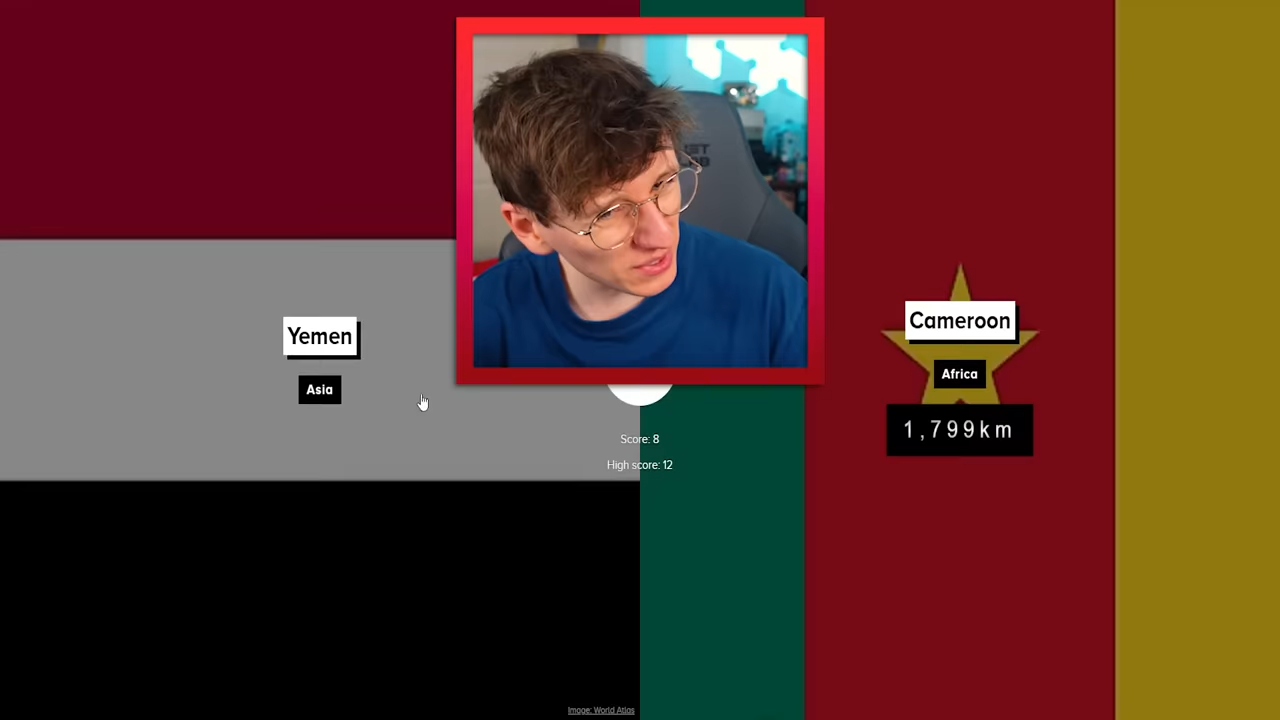 Yemen
Asia
Score: 8
High score: 12
Cameroon
Africa
1,799km
Image: World Atlas